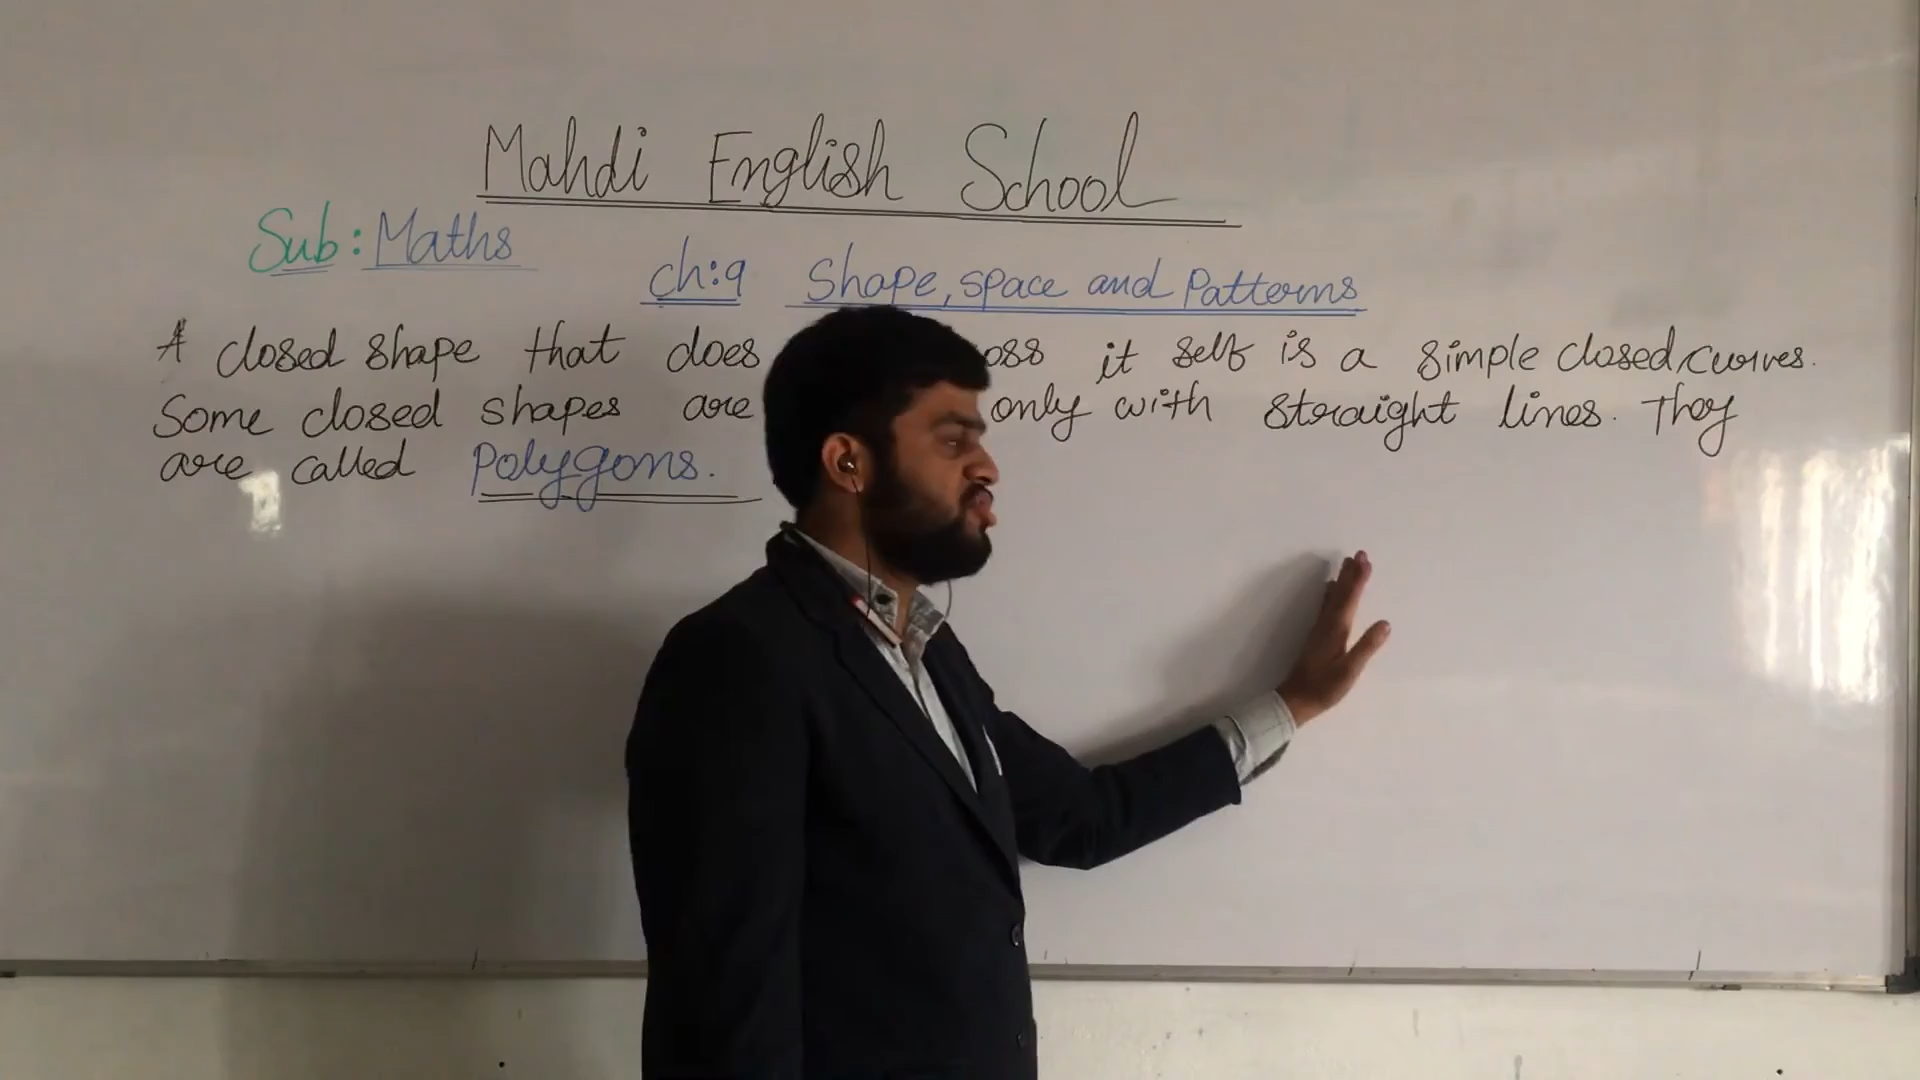 Mahdi English School
Sub: Maths
ch:9 Shape, space and Patterns
A closed shape that does oss it self is a simple closed curves.
Some closed shapes are only with straight lines. They
are called Polygons.